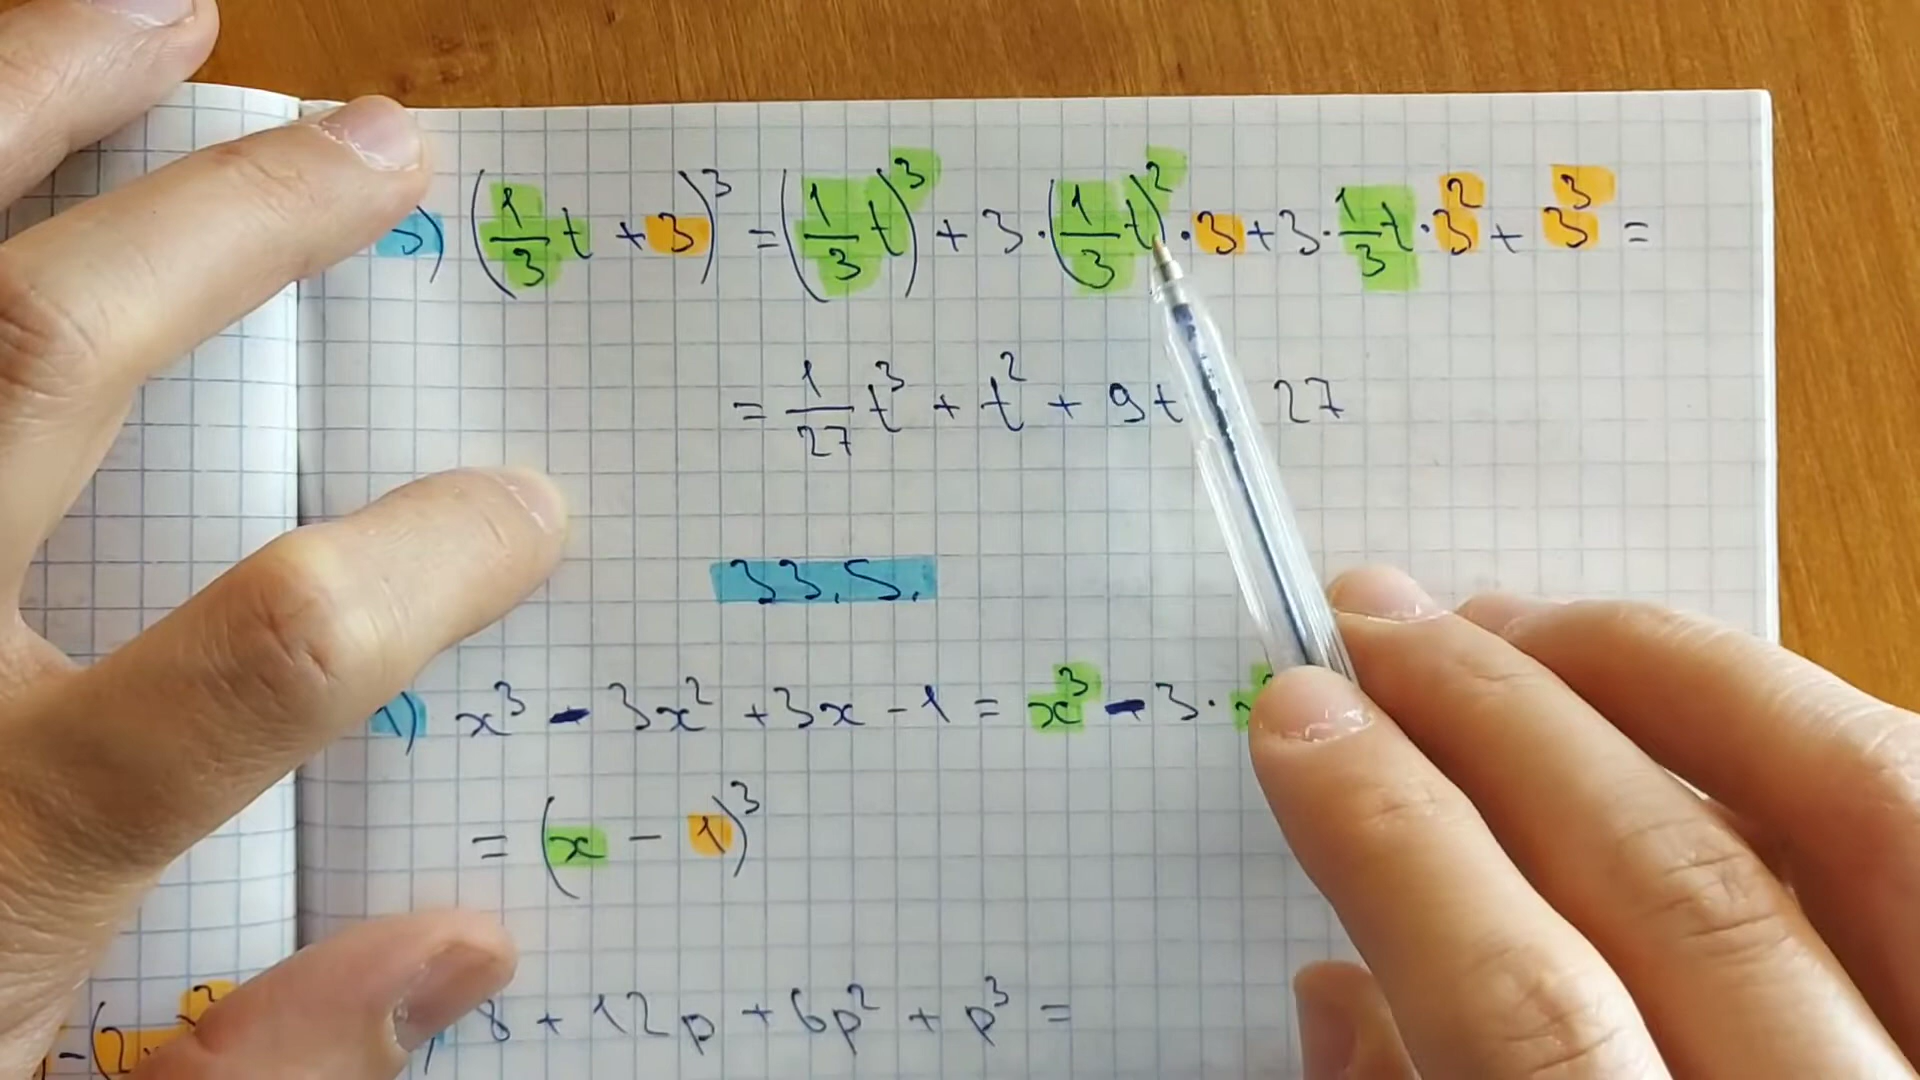 (1/3 t + 3)³ = (1/3 t)³ + 3·(1/3 t)²·3 + 3·1/3 t·3² + 3³ =
= 1/27 t³ + t² + 9t 27
33.5.
1) x³ - 3x² + 3x - 1 = x³ - 3·
= (x - 1)³
8 + 12p + 6p² + p³ =